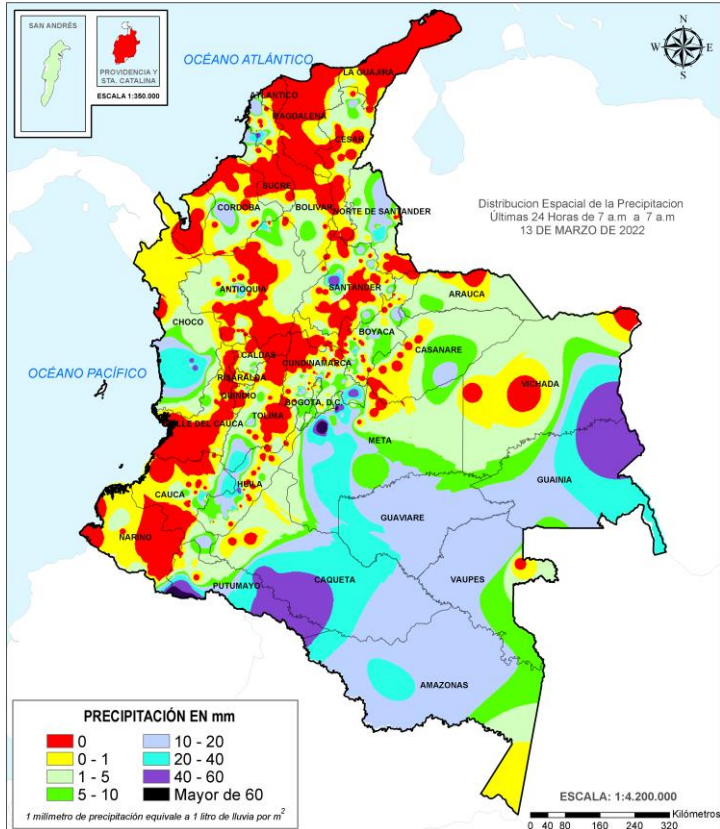 SAN ANDRÉS
PROVIDENCIA Y
STA. CATALINA
ESCALA 1:350.000
OCÉANO ATLÁNTICO
N
W E
S
LA GUAJIRA
ATLANTICO
MAGDALENA
CESAR
SUCRE
CORDOBA
BOLIVAR
NORTE DE SANTANDER
Distribucion Espacial de la Precipitacion
Últimas 24 Horas de 7 a.m a 7 a.m
13 DE MARZO DE 2022
ANTIOQUIA
SANTANDER
ARAUCA
CHOCO
BOYACA
CASANARE
OCÉANO PACÍFICO
CALDAS
CUNDINAMARCA
RISARALDA
VICHADA
QUINDIO
BOGOTA, D.C.
TOLIMA
VALLE DEL CAUCA
META
GUAINIA
HUILA
CAUCA
GUAVIARE
NARIÑO
PUTUMAYO
CAQUETA
VAUPES
AMAZONAS
PRECIPITACIÓN EN mm
0
10 - 20
0 - 1
20 - 40
1 - 5
40 - 60
5 - 10
Mayor de 60
1 milímetro de precipitación equivale a 1 litro de lluvia por m²
ESCALA: 1:4.200.000
Kilómetros
0 40 80 160 240 320